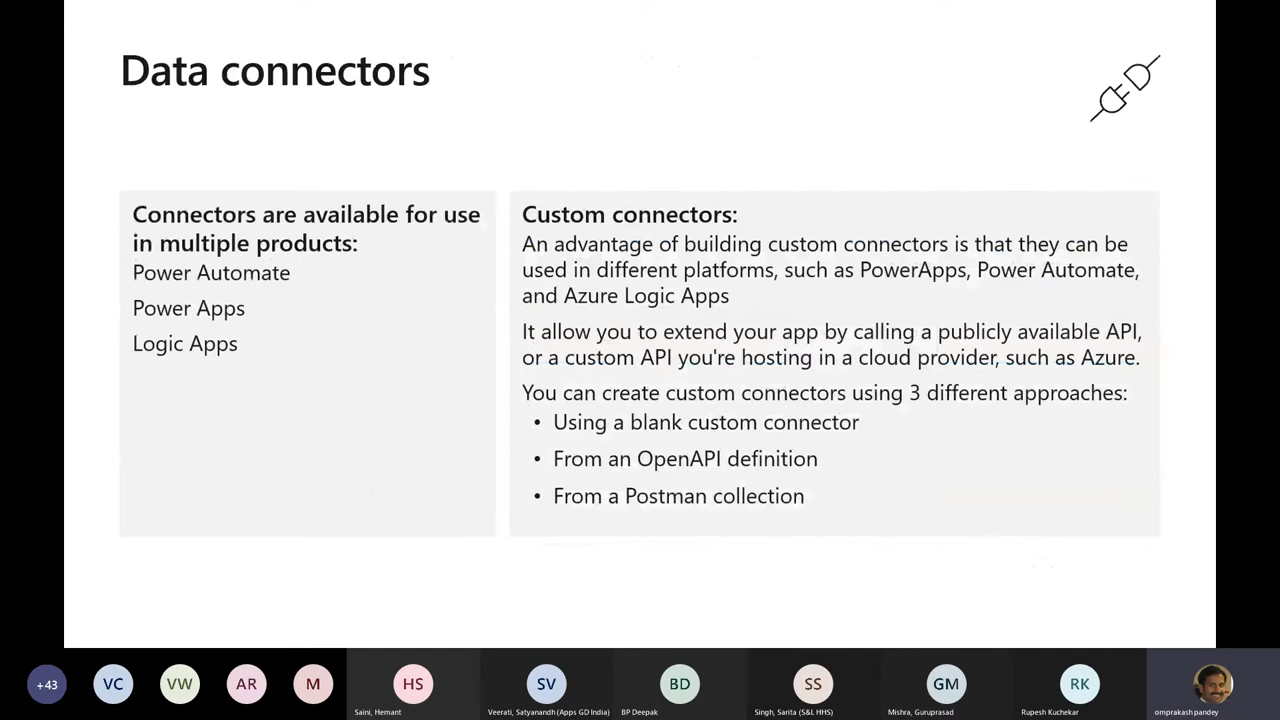 Data connectors
Connectors are available for use
in multiple products:
Power Automate
Power Apps
Logic Apps
Custom connectors:
An advantage of building custom connectors is that they can be
used in different platforms, such as PowerApps, Power Automate,
and Azure Logic Apps
It allow you to extend your app by calling a publicly available API,
or a custom API you're hosting in a cloud provider, such as Azure.
You can create custom connectors using 3 different approaches:
• Using a blank custom connector
• From an OpenAPI definition
• From a Postman collection
+43
VC
VW
AR
M
HS
SV
BD
SS
GM
RK
Saini, Hemant
Veerati, Satyanandh (Apps GD India)
BP Deepak
Singh, Sarita (S&L HHS)
Mishra, Guruprasad
Rupesh Kuchekar
omprakash pandey